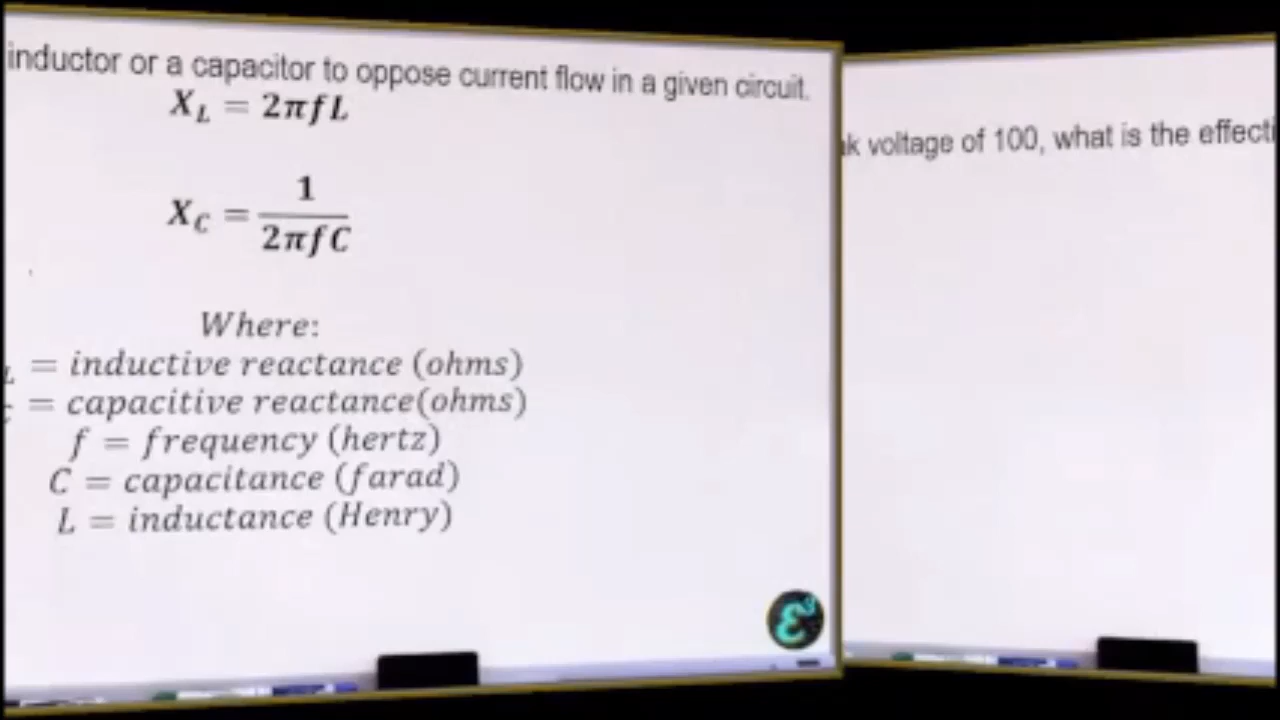 inductor or a capacitor to oppose current flow in a given circuit.
X_L = 2πfL
X_C = 1/2πfC
Where:
L = inductive reactance (ohms)
= capacitive reactance(ohms)
f = frequency (hertz)
C = capacitance (farad)
L = inductance (Henry)
voltage of 100, what is the